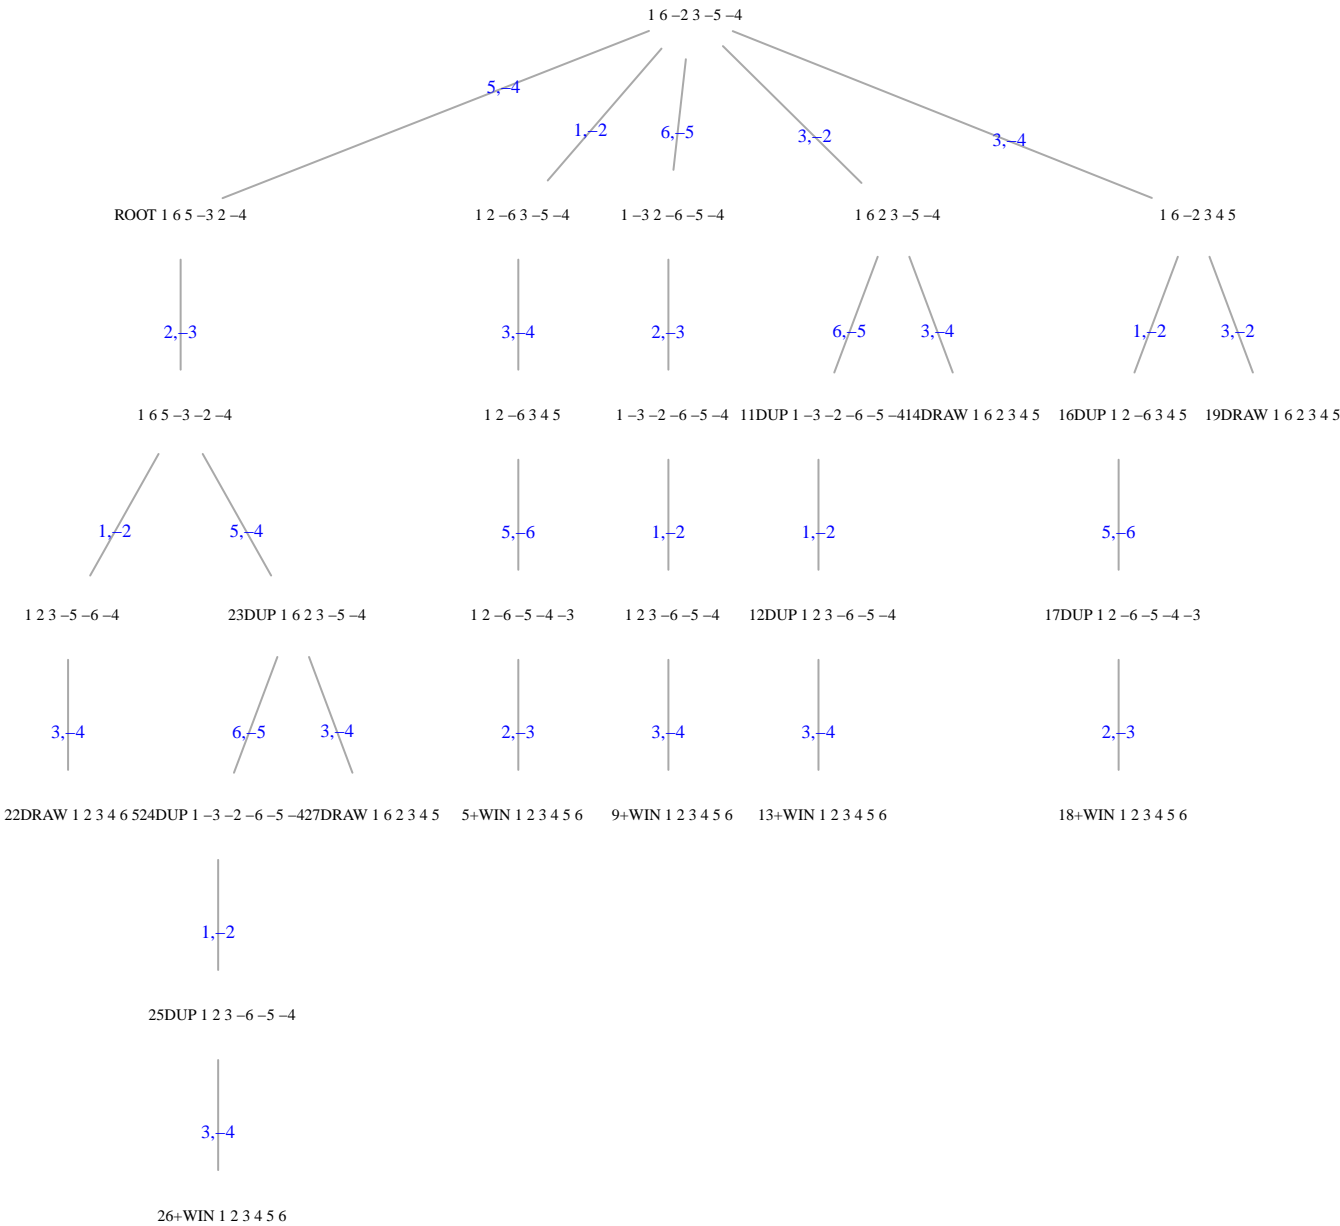 1 6 −2 3 −5 −4
5,−4
1,−2
6,−5
3,−2
3,−4
ROOT 1 6 5 −3 2 −4
1 2 −6 3 −5 −4
1 −3 2 −6 −5 −4
1 6 2 3 −5 −4
1 6 −2 3 4 5
2,−3
3,−4
2,−3
6,−5
3,−4
1,−2
3,−2
1 6 5 −3 −2 −4
1 2 −6 3 4 5
1 −3 −2 −6 −5 −4
11DUP 1 −3 −2 −6 −5 −4
14DRAW 1 6 2 3 4 5
16DUP 1 2 −6 3 4 5
19DRAW 1 6 2 3 4 5
1,−2
5,−4
5,−6
1,−2
1,−2
5,−6
1 2 3 −5 −6 −4
23DUP 1 6 2 3 −5 −4
1 2 −6 −5 −4 −3
1 2 3 −6 −5 −4
12DUP 1 2 3 −6 −5 −4
17DUP 1 2 −6 −5 −4 −3
3,−4
6,−5
3,−4
2,−3
3,−4
3,−4
2,−3
22DRAW 1 2 3 4 6 5
24DUP 1 −3 −2 −6 −5 −4
27DRAW 1 6 2 3 4 5
5+WIN 1 2 3 4 5 6
9+WIN 1 2 3 4 5 6
13+WIN 1 2 3 4 5 6
18+WIN 1 2 3 4 5 6
1,−2
25DUP 1 2 3 −6 −5 −4
3,−4
26+WIN 1 2 3 4 5 6